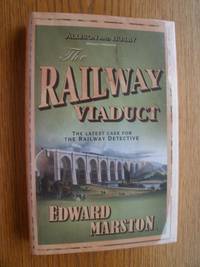 ALLISON AND BUSBY
The
RAILWAY
VIADUCT
THE LATEST CASE FOR
THE RAILWAY DETECTIVE
EDWARD
MARSTON